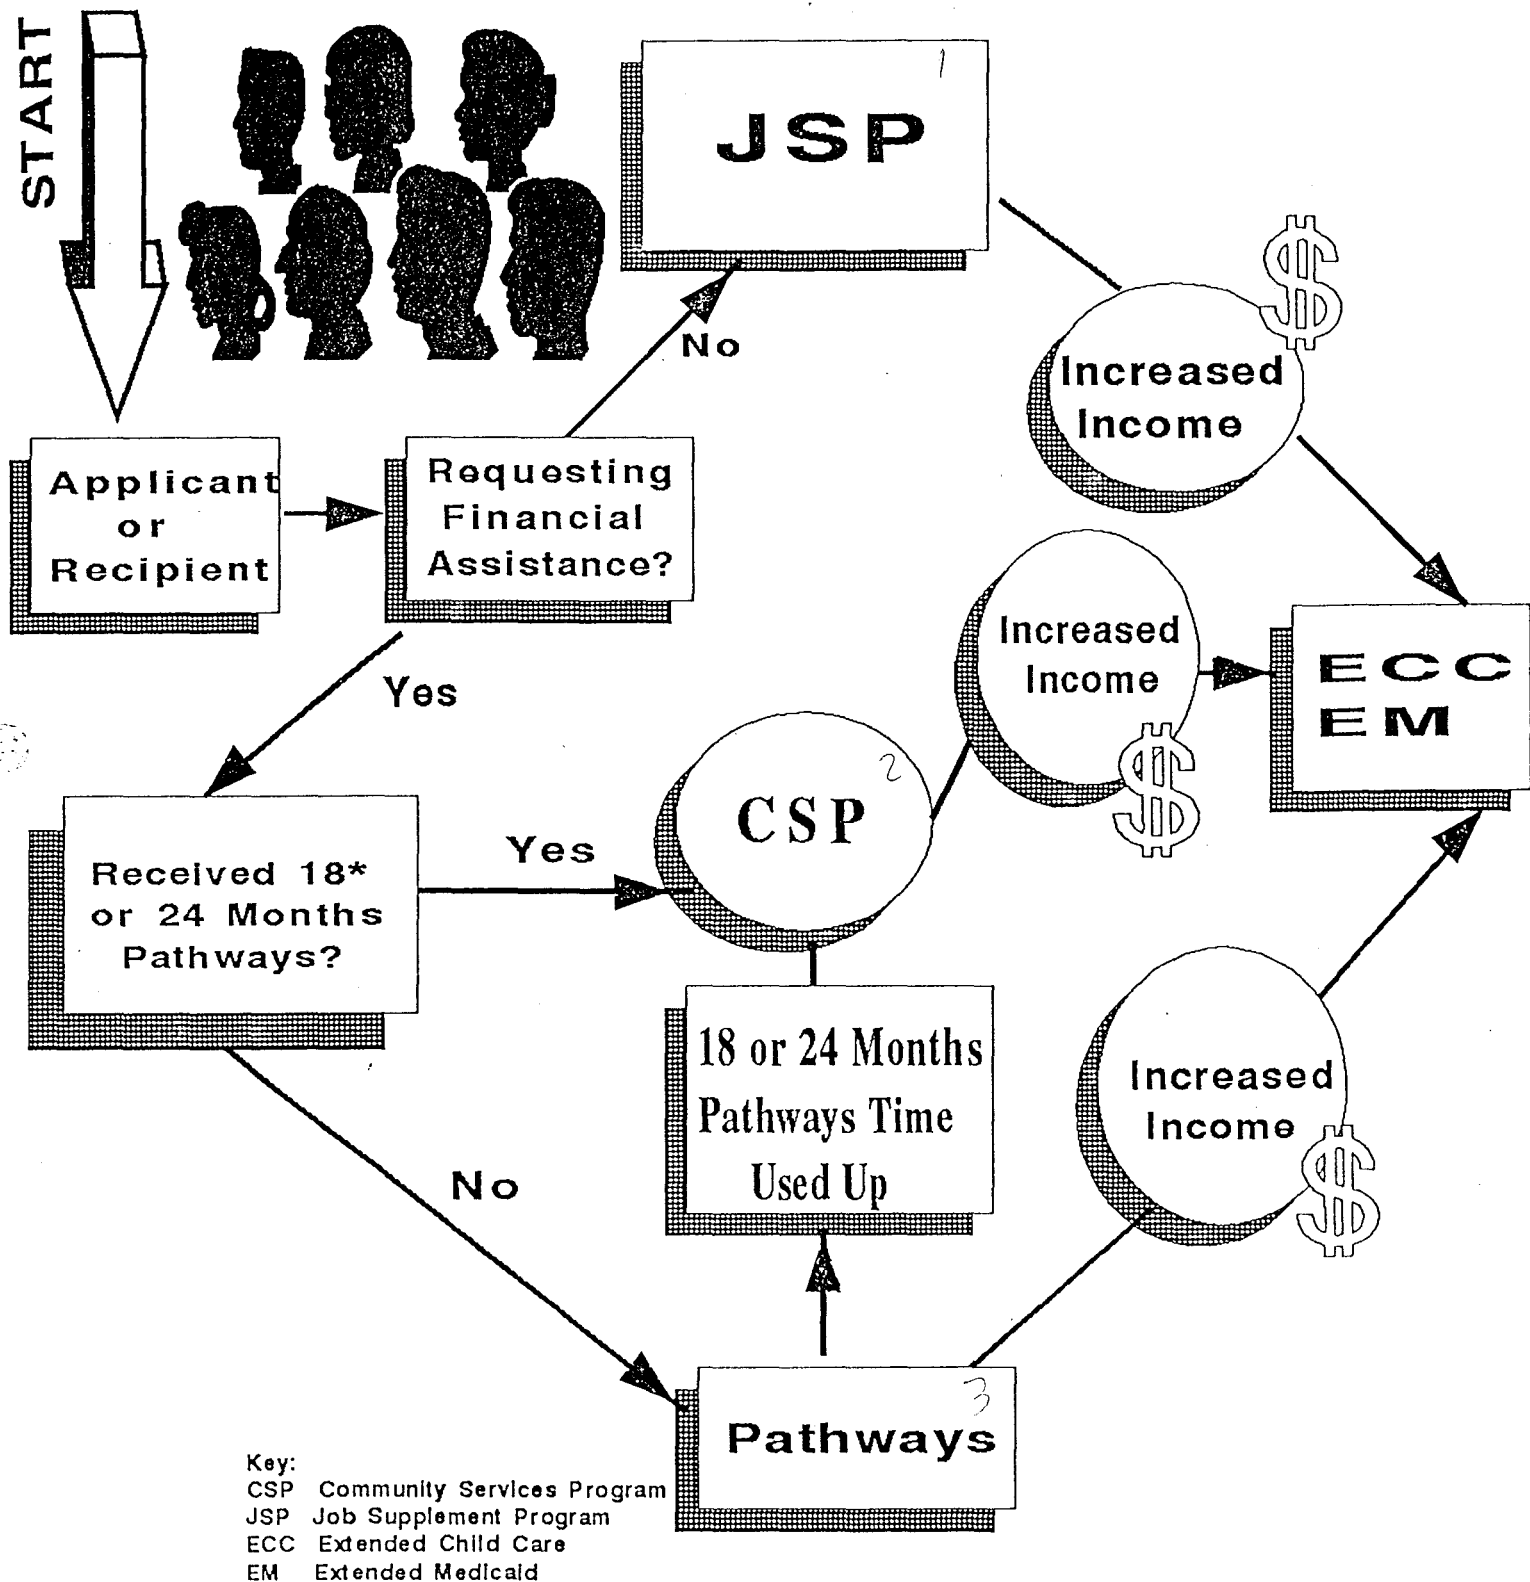 START
JSP
1
No
$
Increased
Income
Applicant
or
Recipient
Requesting
Financial
Assistance?
Yes
Increased
Income
$
ECC
EM
CSP
2
Yes
Received 18*
or 24 Months
Pathways?
18 or 24 Months
Pathways Time
Used Up
Increased
Income
$
No
Pathways
3
Key:
CSP Community Services Program
JSP Job Supplement Program
ECC Extended Child Care
EM Extended Medicaid